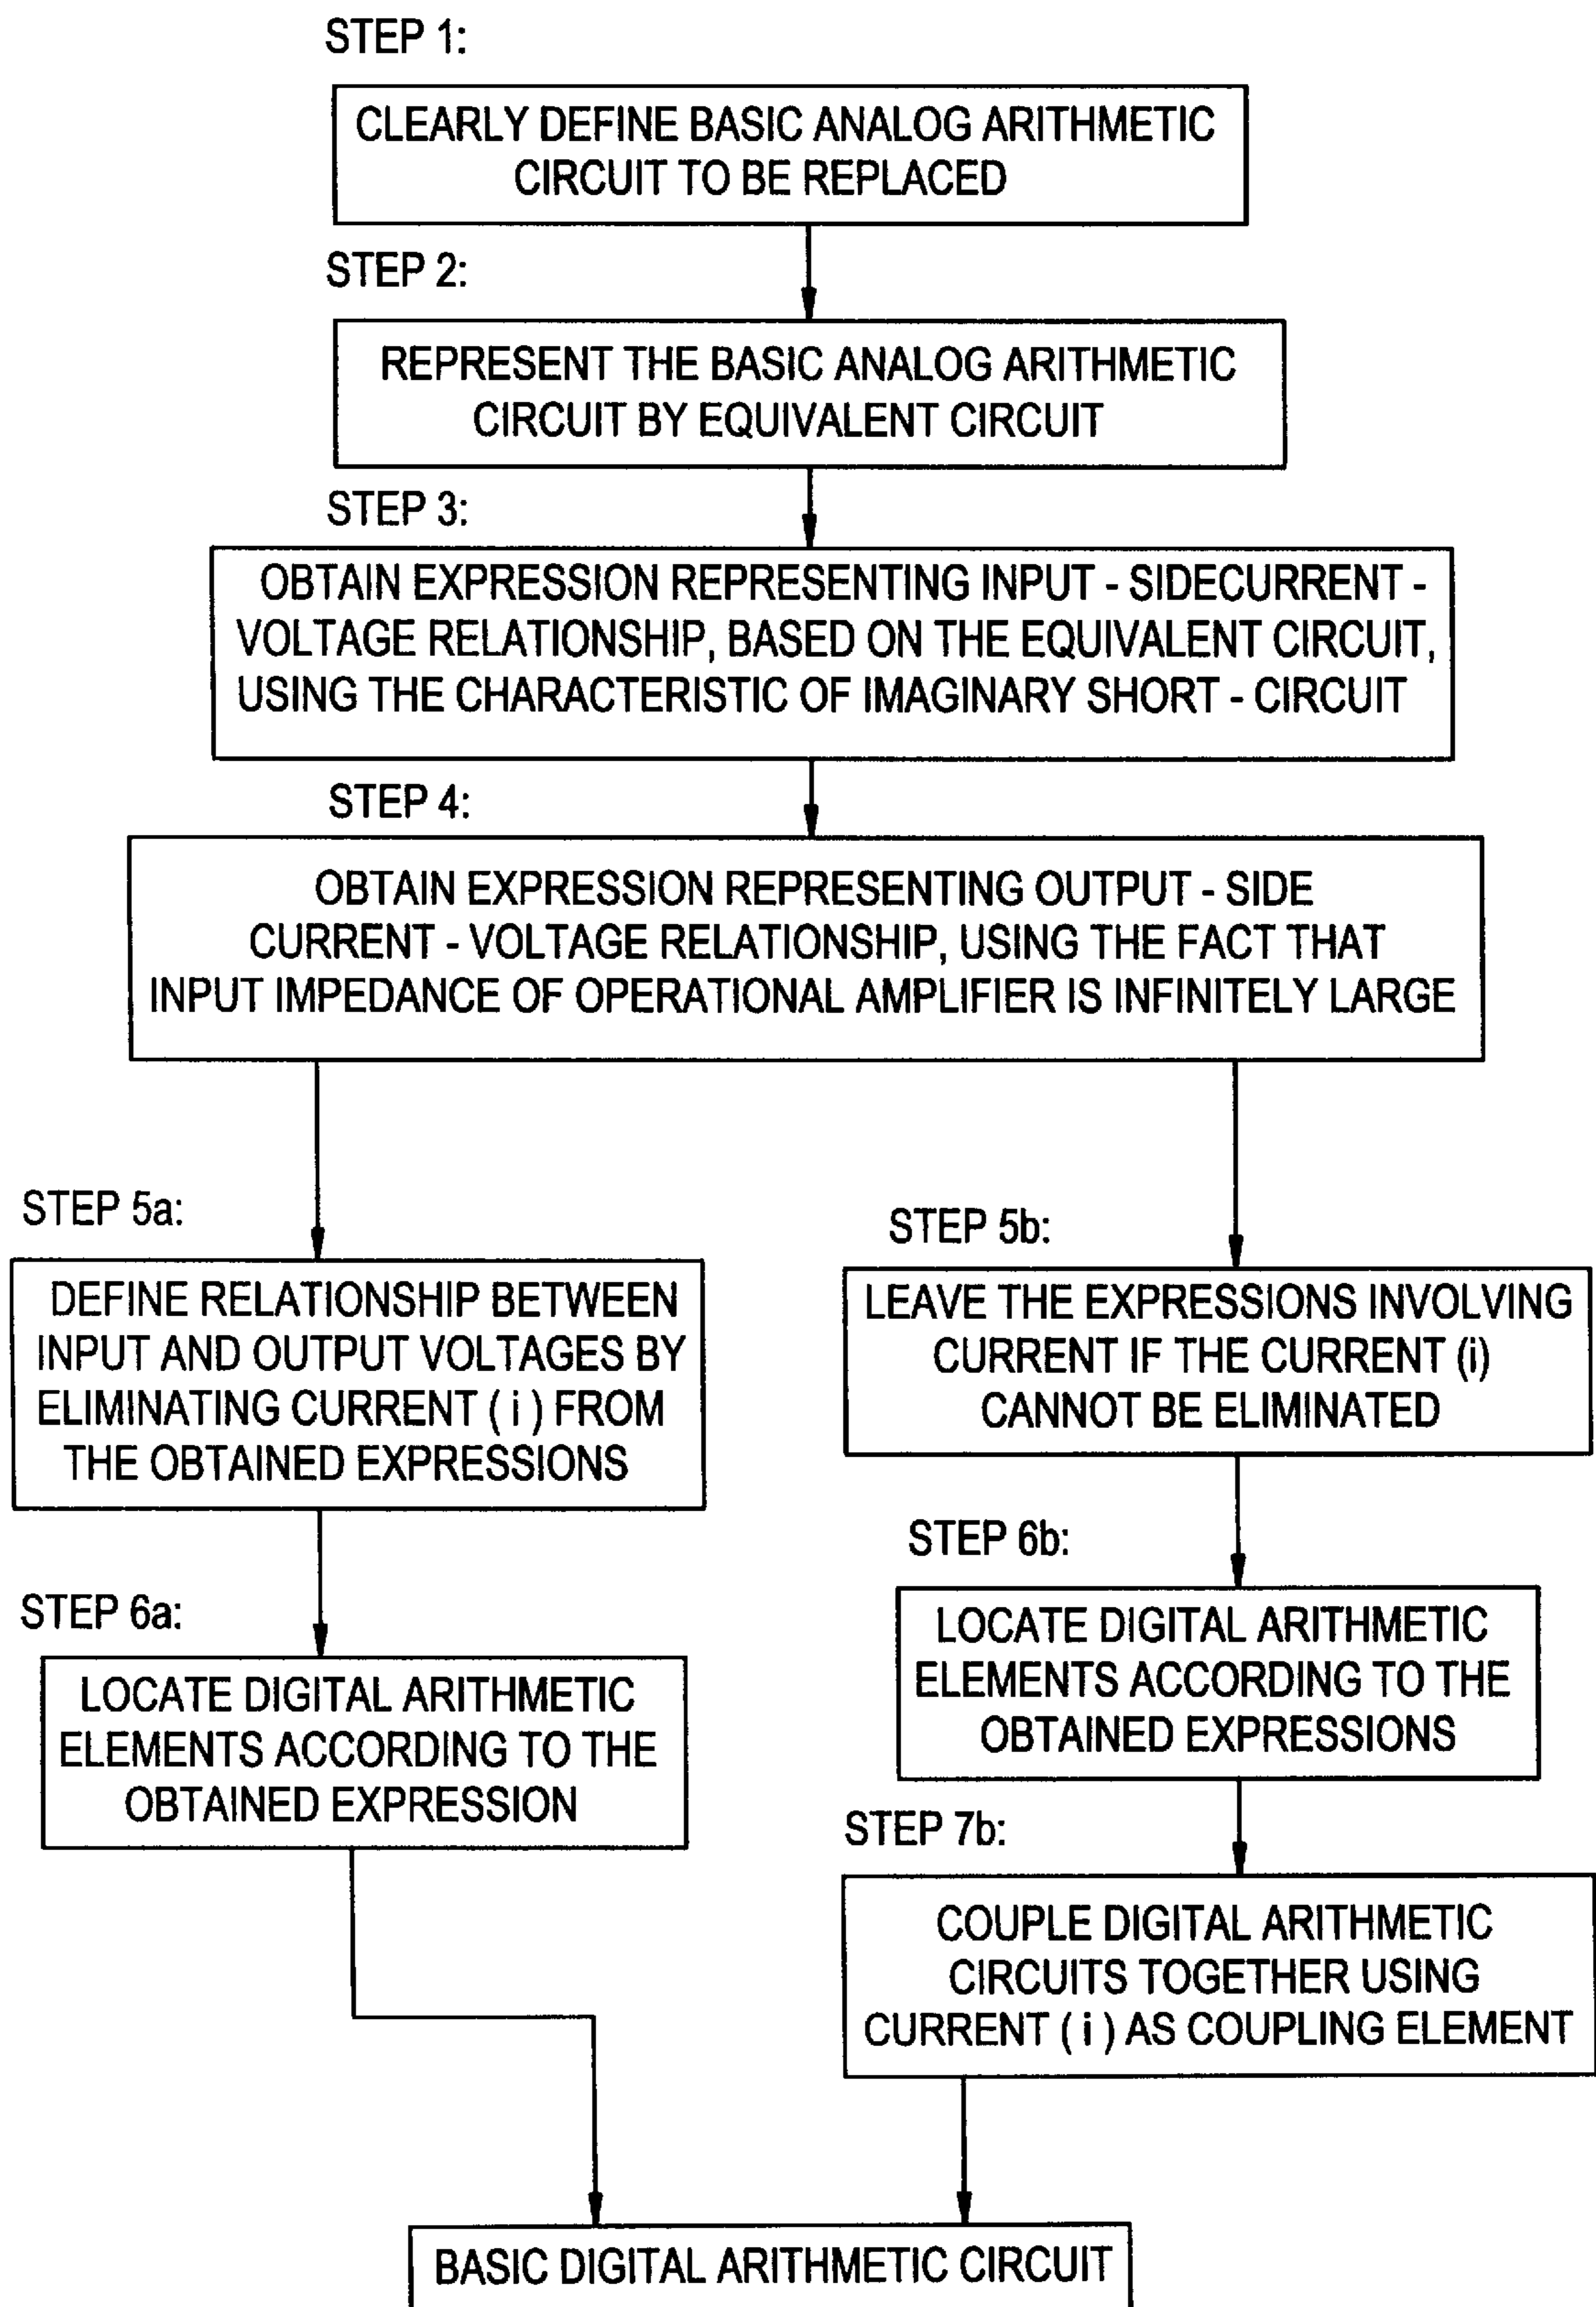 STEP 1:
CLEARLY DEFINE BASIC ANALOG ARITHMETIC
CIRCUIT TO BE REPLACED
STEP 2:
REPRESENT THE BASIC ANALOG ARITHMETIC
CIRCUIT BY EQUIVALENT CIRCUIT
STEP 3:
OBTAIN EXPRESSION REPRESENTING INPUT - SIDECURRENT -
VOLTAGE RELATIONSHIP, BASED ON THE EQUIVALENT CIRCUIT,
USING THE CHARACTERISTIC OF IMAGINARY SHORT - CIRCUIT
STEP 4:
OBTAIN EXPRESSION REPRESENTING OUTPUT - SIDE
CURRENT - VOLTAGE RELATIONSHIP, USING THE FACT THAT
INPUT IMPEDANCE OF OPERATIONAL AMPLIFIER IS INFINITELY LARGE
STEP 5a:
DEFINE RELATIONSHIP BETWEEN
INPUT AND OUTPUT VOLTAGES BY
ELIMINATING CURRENT ( i ) FROM
THE OBTAINED EXPRESSIONS
STEP 6a:
LOCATE DIGITAL ARITHMETIC
ELEMENTS ACCORDING TO THE
OBTAINED EXPRESSION
STEP 5b:
LEAVE THE EXPRESSIONS INVOLVING
CURRENT IF THE CURRENT (i)
CANNOT BE ELIMINATED
STEP 6b:
LOCATE DIGITAL ARITHMETIC
ELEMENTS ACCORDING TO THE
OBTAINED EXPRESSIONS
STEP 7b:
COUPLE DIGITAL ARITHMETIC
CIRCUITS TOGETHER USING
CURRENT ( i ) AS COUPLING ELEMENT
BASIC DIGITAL ARITHMETIC CIRCUIT